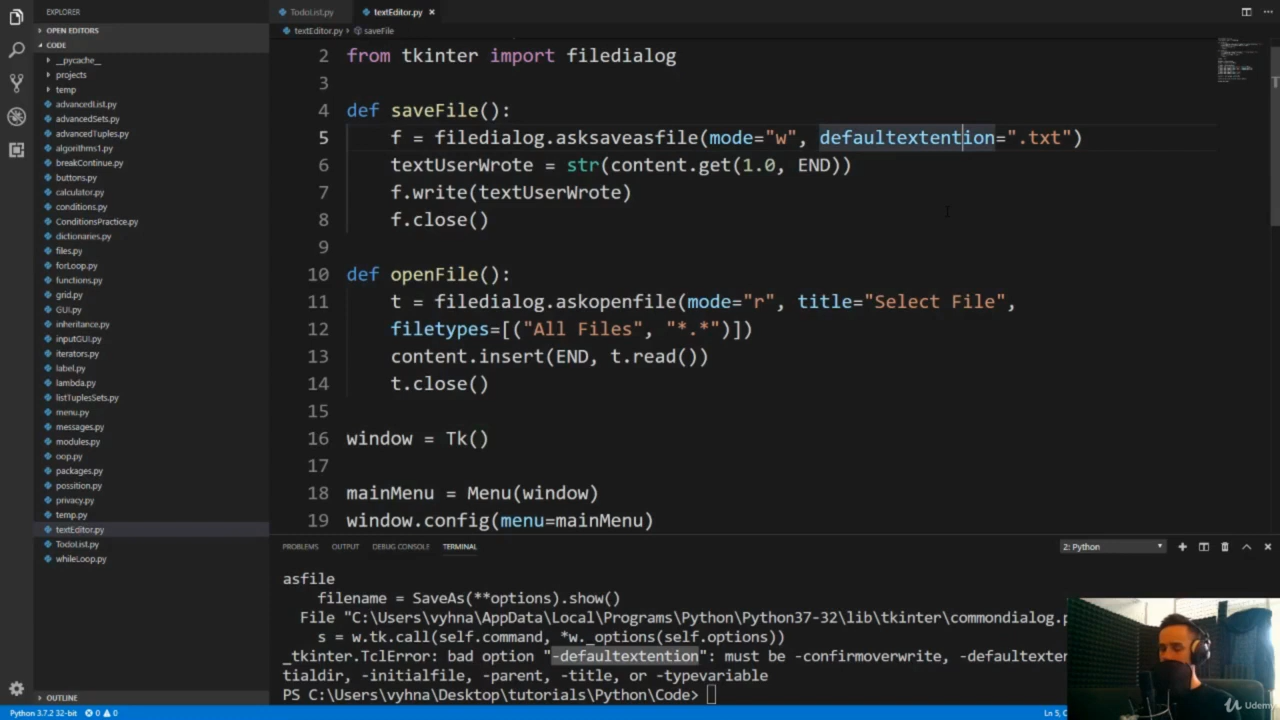 EXPLORER
OPEN EDITORS
CODE
__pycache__
projects
temp
advancedList.py
advancedSets.py
advancedTuples.py
algorithms1.py
breakContinue.py
buttons.py
calculator.py
conditions.py
ConditionsPractice.py
dictionaries.py
files.py
forLoop.py
functions.py
grid.py
GUI.py
inheritance.py
inputGUI.py
iterators.py
label.py
lambda.py
listTuplesSets.py
menu.py
messages.py
modules.py
oop.py
packages.py
possition.py
privacy.py
temp.py
textEditor.py
TodoList.py
whileLoop.py
OUTLINE
TodoList.py textEditor.py ×
textEditor.py › saveFile
2 from tkinter import filedialog
3
4 def saveFile():
5 f = filedialog.asksaveasfile(mode="w", defaultextention=".txt")
6 textUserWrote = str(content.get(1.0, END))
7 f.write(textUserWrote)
8 f.close()
9
10 def openFile():
11 t = filedialog.askopenfile(mode="r", title="Select File",
12 filetypes=[("All Files", "*.*")])
13 content.insert(END, t.read())
14 t.close()
15
16 window = Tk()
17
18 mainMenu = Menu(window)
19 window.config(menu=mainMenu)
PROBLEMS OUTPUT DEBUG CONSOLE TERMINAL 2: Python
asfile
filename = SaveAs(**options).show()
File "C:\Users\vyhna\AppData\Local\Programs\Python\Python37-32\lib\tkinter\commondialog.p
s = w.tk.call(self.command, *w._options(self.options))
_tkinter.TclError: bad option "-defaultextention": must be -confirmoverwrite, -defaultexter
tialdir, -initialfile, -parent, -title, or -typevariable
PS C:\Users\vyhna\Desktop\tutorials\Python\Code>
Python 3.7.2 32-bit 0 0 Ln 5,
Udemy